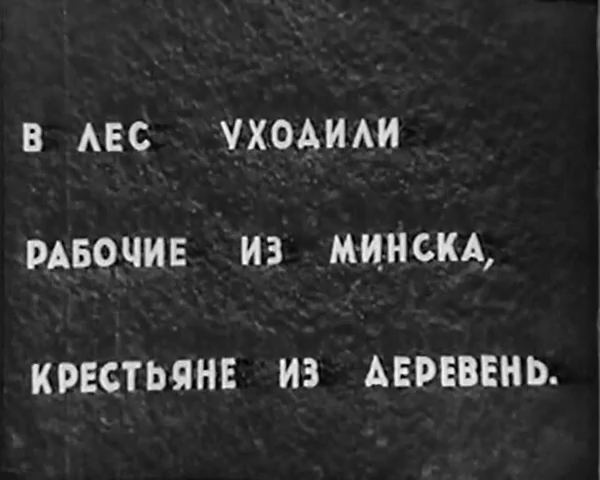 В ЛЕС УХОДИЛИ
РАБОЧИЕ ИЗ МИНСКА,
КРЕСТЬЯНЕ ИЗ ДЕРЕВЕНЬ.